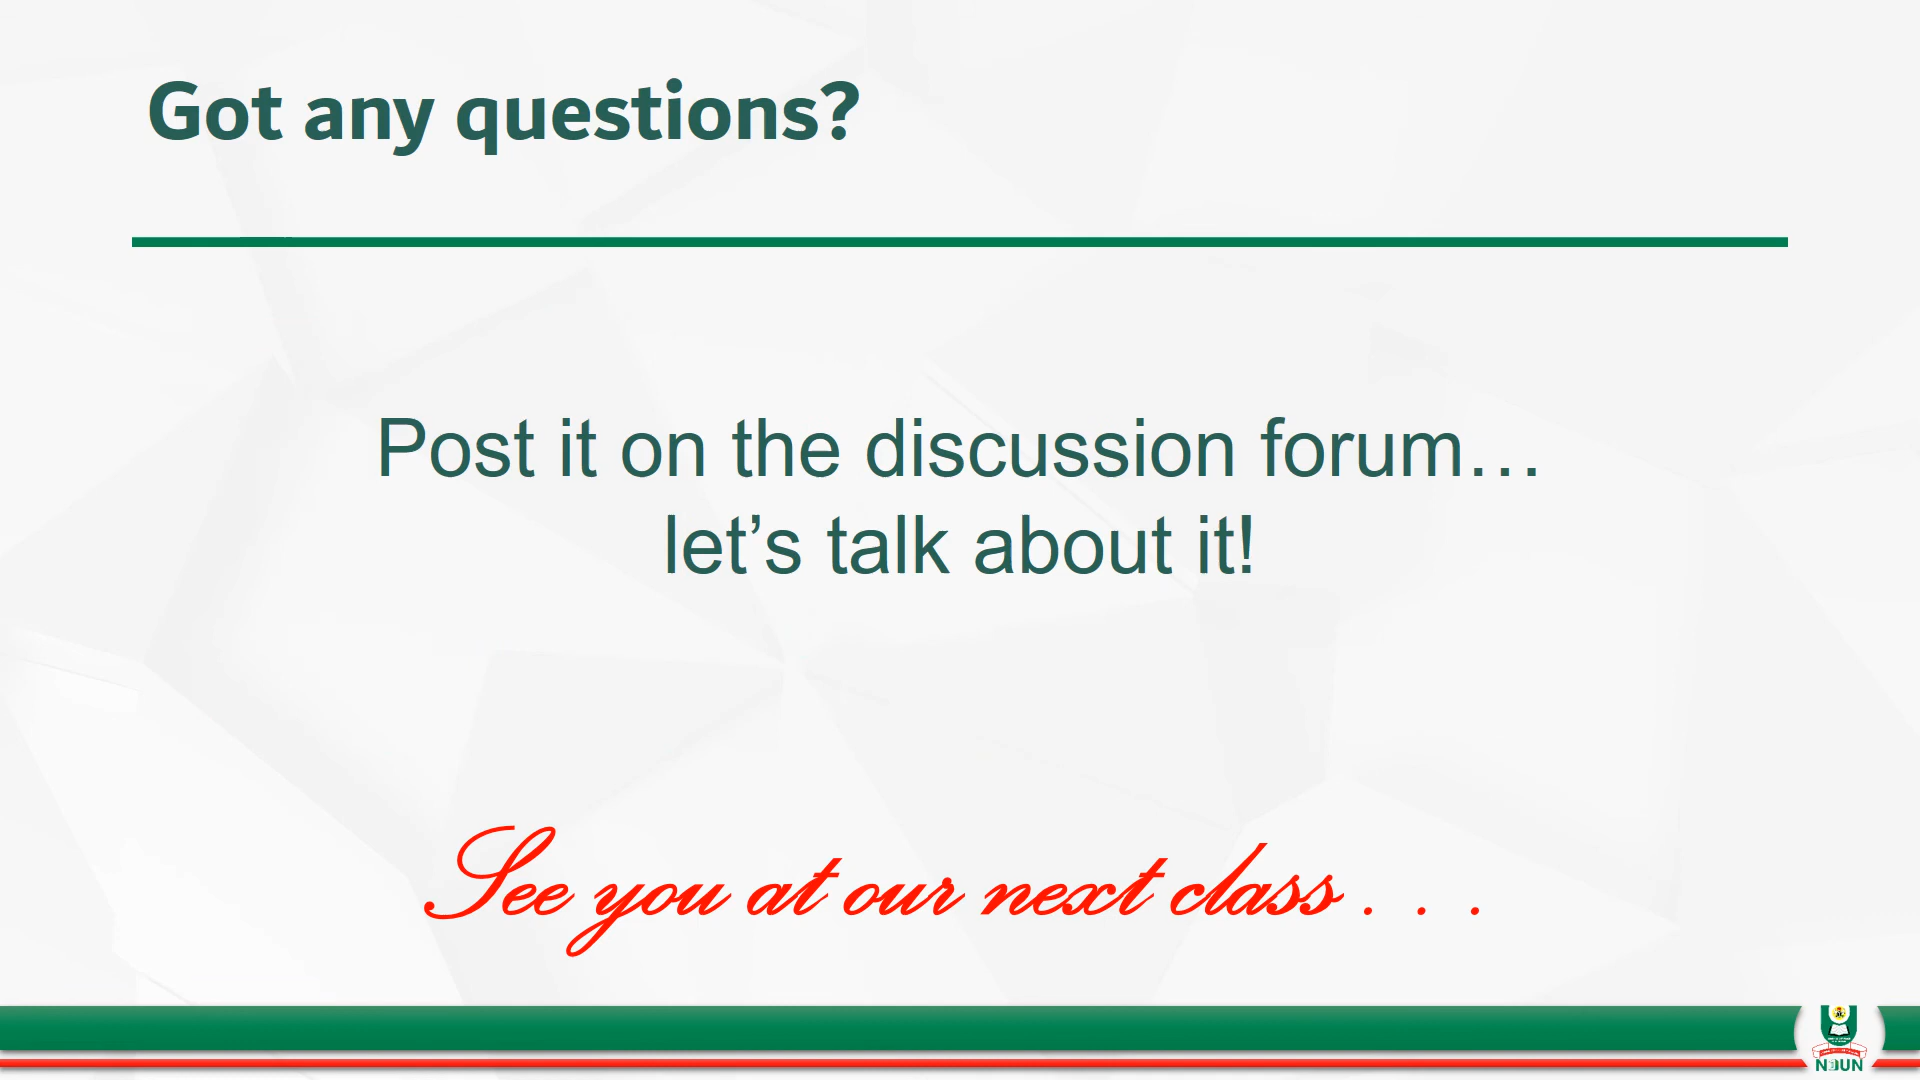 Got any questions?
Post it on the discussion forum…
let’s talk about it!
See you at our next class . . .
NOUN